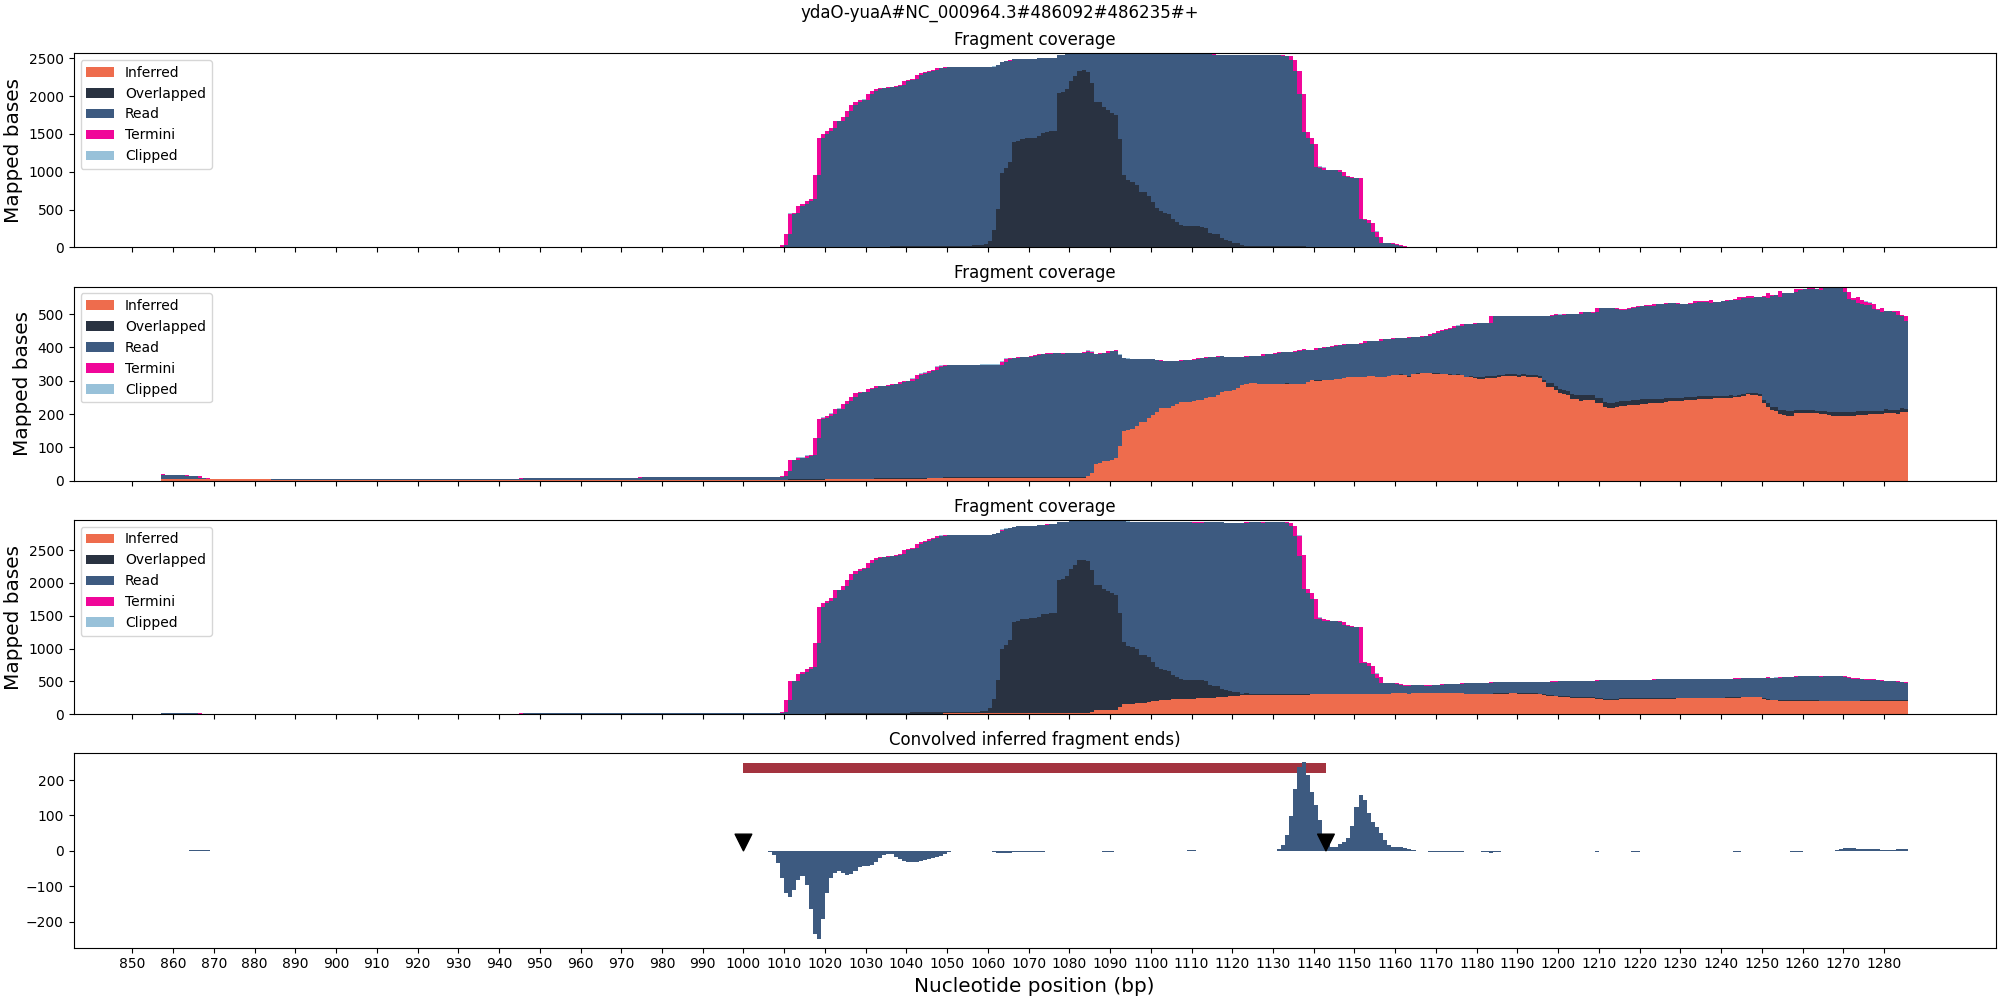 ydaO-yuaA#NC_000964.3#486092#486235#+
Fragment coverage
Mapped bases
2500
2000
1500
1000
500
0
Inferred
Overlapped
Read
Termini
Clipped
Fragment coverage
Mapped bases
500
400
300
200
100
0
Inferred
Overlapped
Read
Termini
Clipped
Fragment coverage
Mapped bases
2500
2000
1500
1000
500
0
Inferred
Overlapped
Read
Termini
Clipped
Convolved inferred fragment ends)
200
100
0
−100
−200
850 860 870 880 890 900 910 920 930 940 950 960 970 980 990 1000 1010 1020 1030 1040 1050 1060 1070 1080 1090 1100 1110 1120 1130 1140 1150 1160 1170 1180 1190 1200 1210 1220 1230 1240 1250 1260 1270 1280
Nucleotide position (bp)